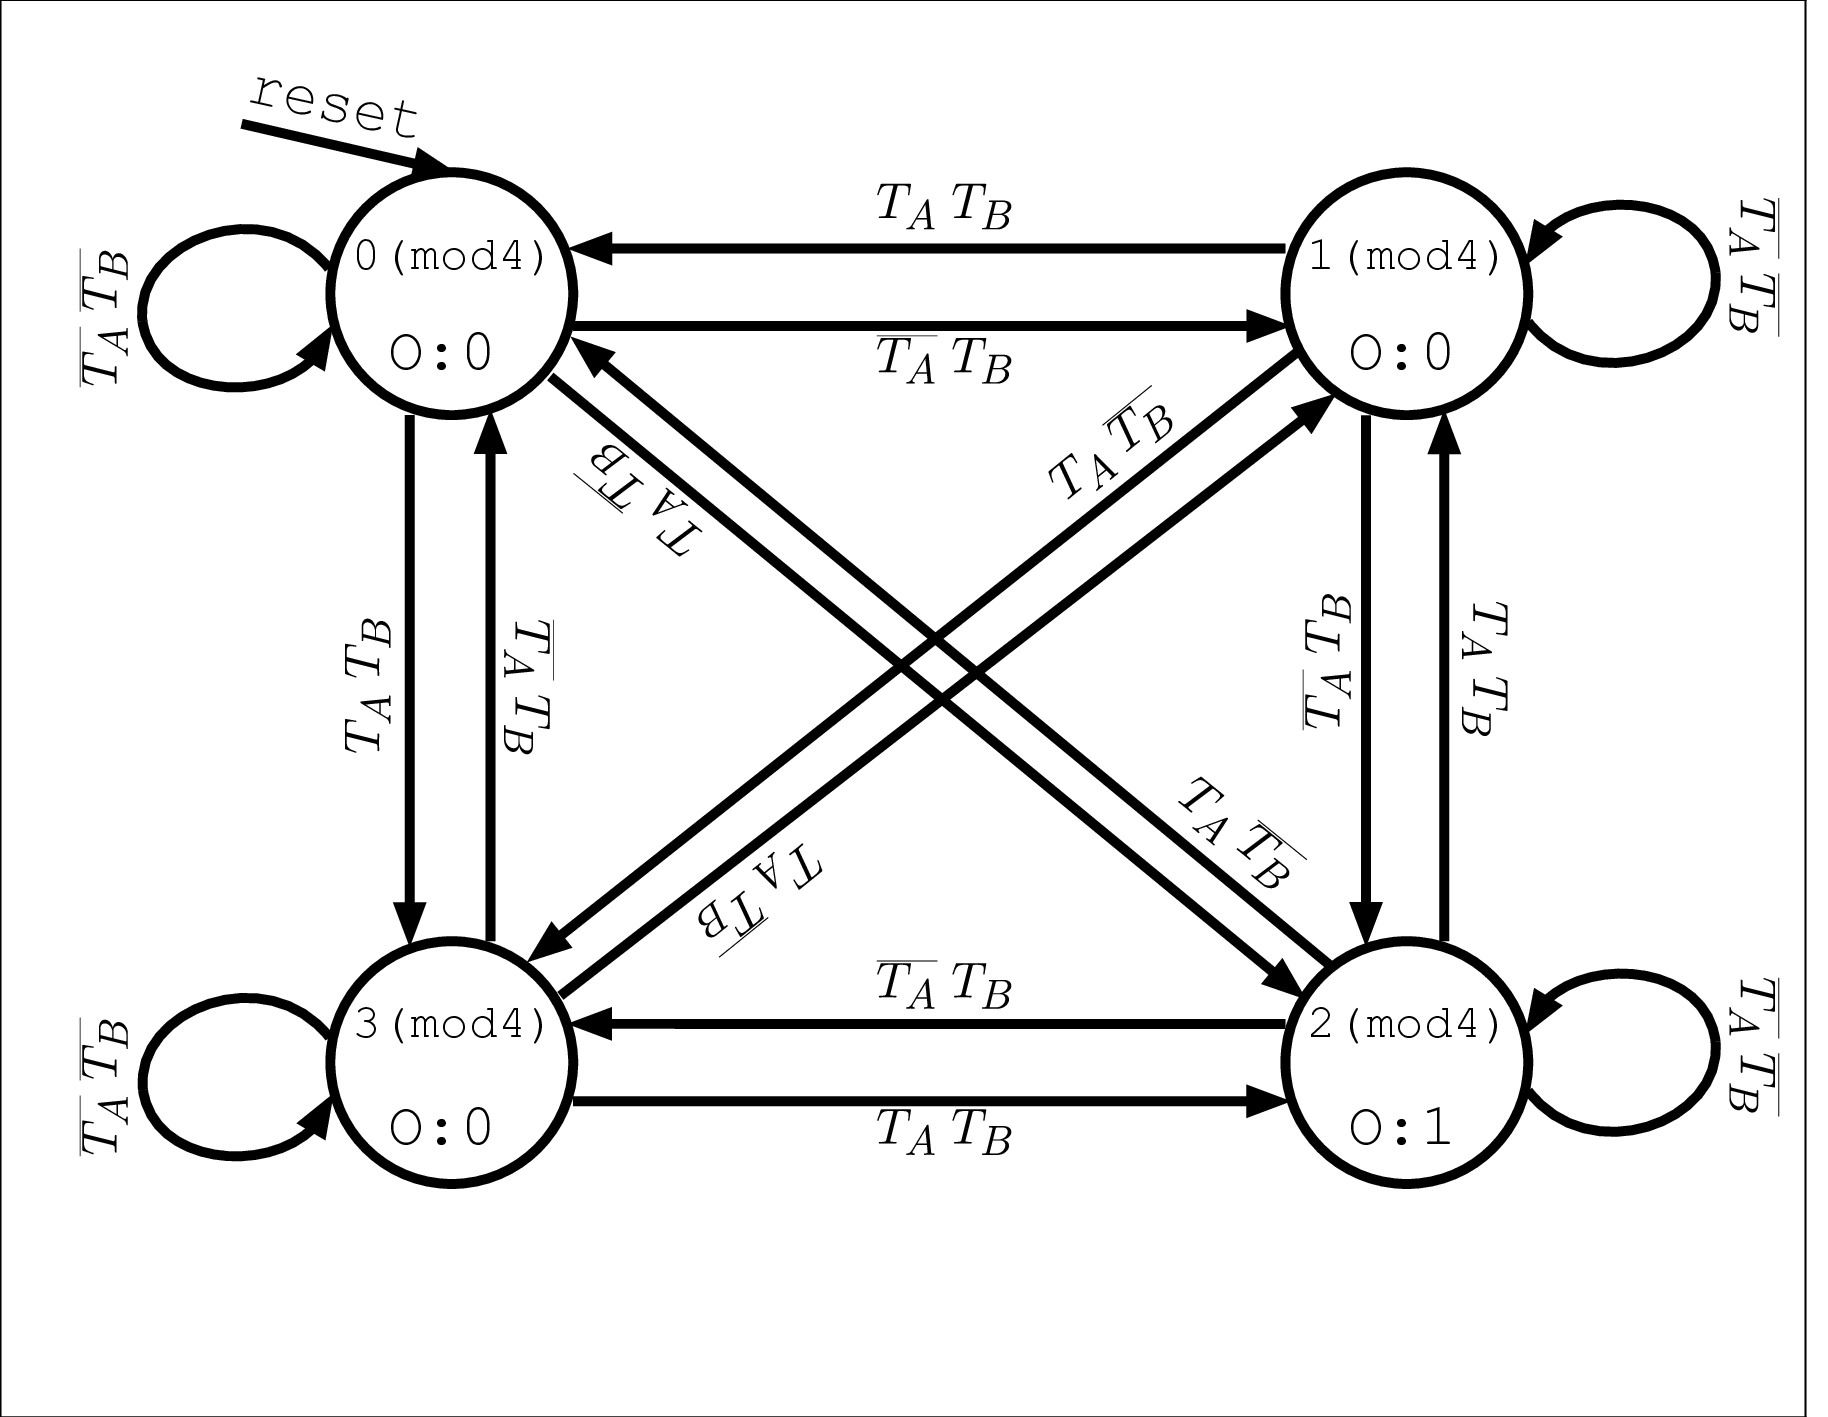 reset
T_A T_B
0(mod4)
O:0
1(mod4)
O:0
\overline{T_A} \overline{T_B}
\overline{T_A} T_B
\overline{T_A} \overline{T_B}
T_A \overline{T_B}
T_A \overline{T_B}
T_A T_B
\overline{T_A} T_B
\overline{T_A} T_B
T_A T_B
T_A \overline{T_B}
T_A \overline{T_B}
\overline{T_A} T_B
3(mod4)
O:0
2(mod4)
O:1
\overline{T_A} \overline{T_B}
T_A T_B
\overline{T_A} \overline{T_B}